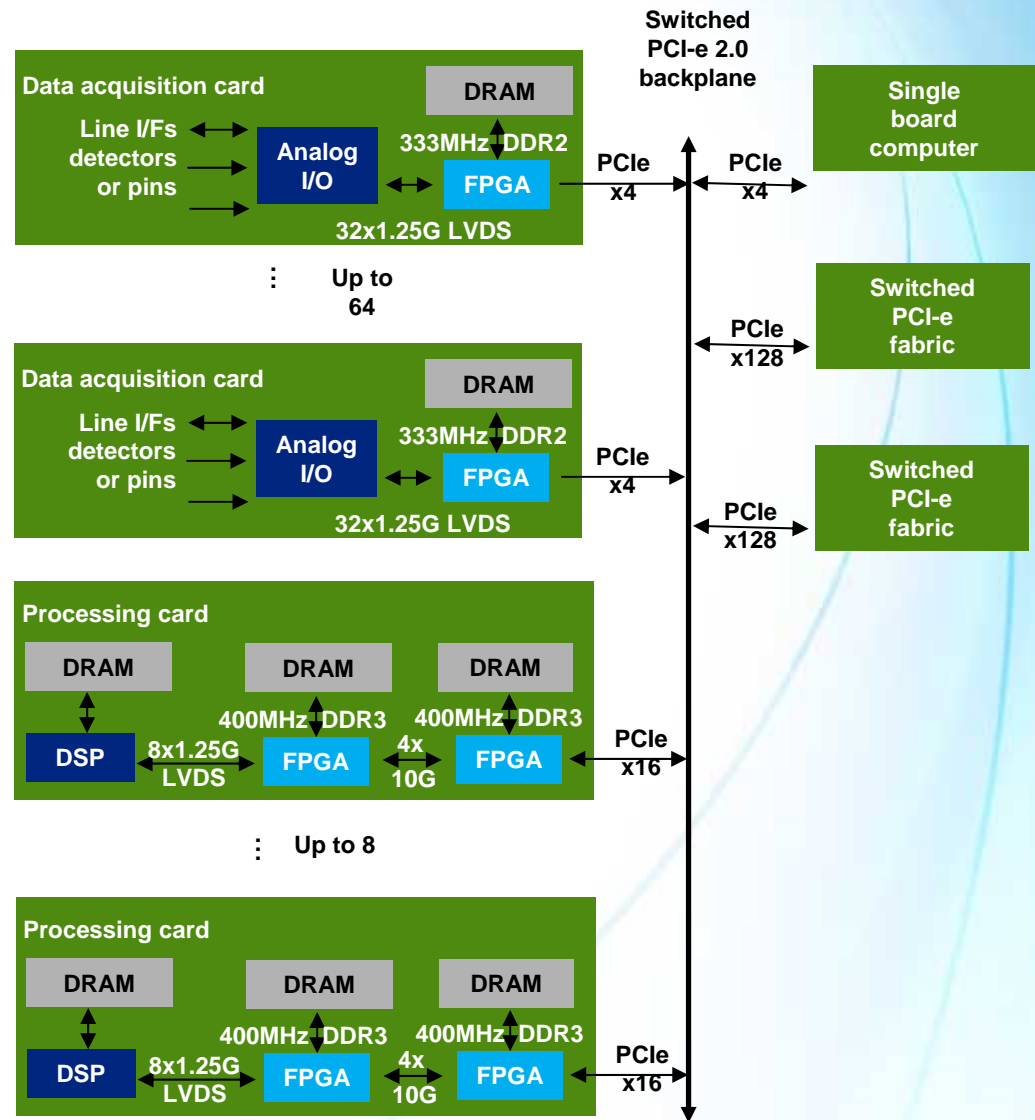 Switched
PCI-e 2.0
backplane
Data acquisition card
DRAM
Line I/Fs
detectors
or pins
Analog
I/O
333MHz DDR2
FPGA
32x1.25G LVDS
PCIe
x4
PCIe
x4
Single
board
computer
⋮ Up to
64
PCIe
x128
Switched
PCI-e
fabric
Data acquisition card
DRAM
Line I/Fs
detectors
or pins
Analog
I/O
333MHz DDR2
FPGA
32x1.25G LVDS
PCIe
x4
PCIe
x128
Switched
PCI-e
fabric
Processing card
DRAM
DRAM
DRAM
400MHz DDR3
400MHz DDR3
DSP
8x1.25G
LVDS
FPGA
4x
10G
FPGA
PCIe
x16
⋮ Up to 8
Processing card
DRAM
DRAM
DRAM
400MHz DDR3
400MHz DDR3
DSP
8x1.25G
LVDS
FPGA
4x
10G
FPGA
PCIe
x16